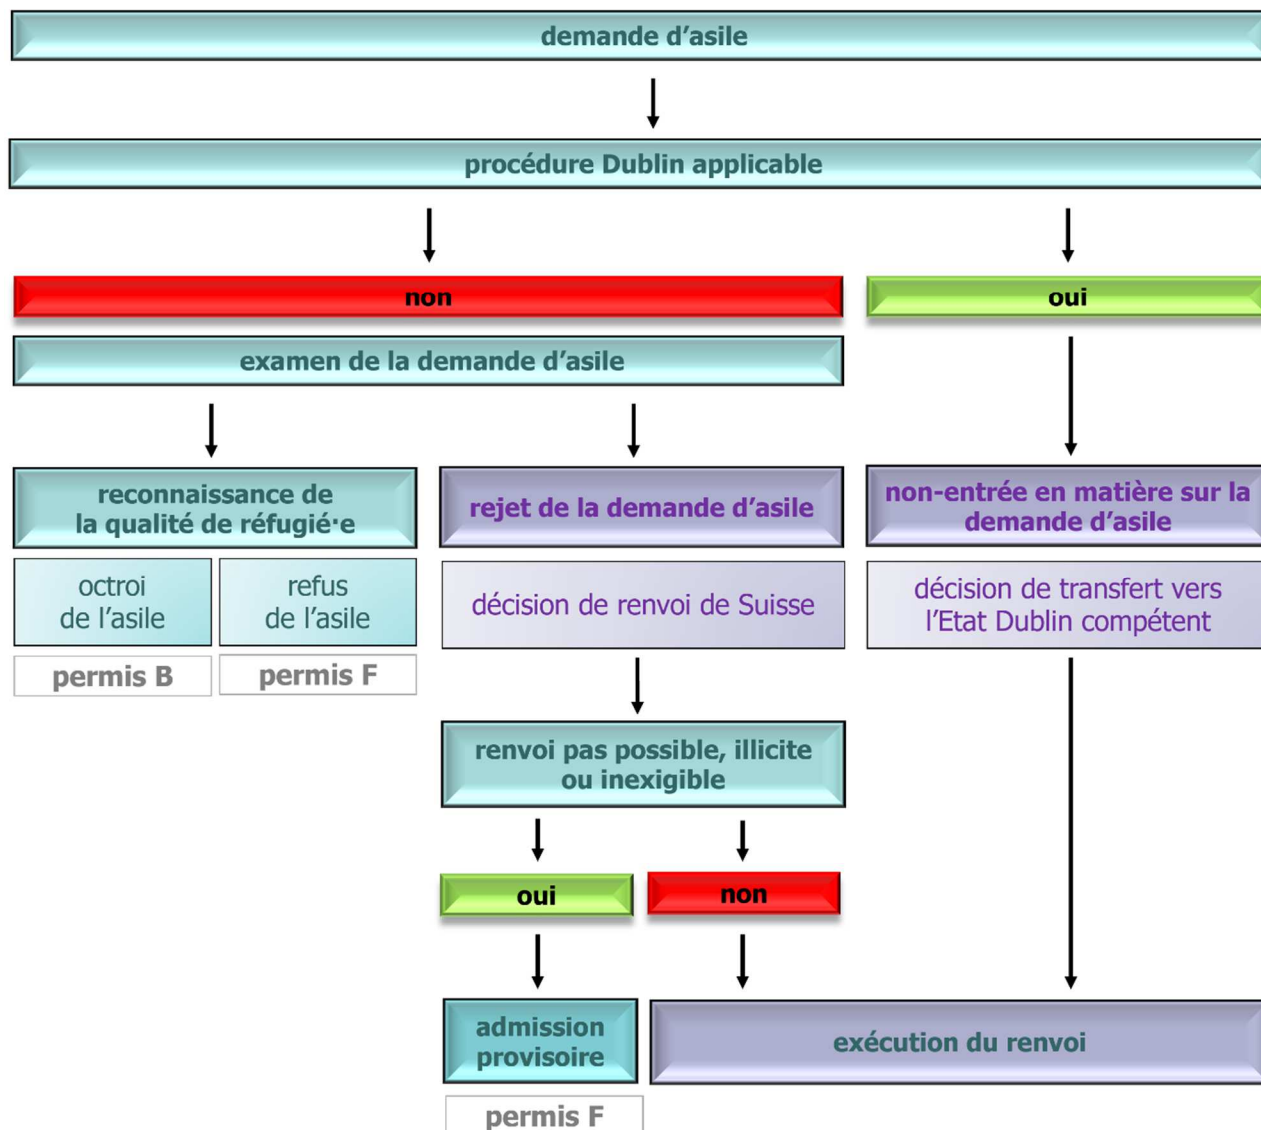 demande d’asile
procédure Dublin applicable
non
oui
examen de la demande d’asile
reconnaissance de
la qualité de réfugié·e
rejet de la demande d’asile
non-entrée en matière sur la
demande d’asile
octroi
de l’asile
refus
de l’asile
décision de renvoi de Suisse
décision de transfert vers
l’Etat Dublin compétent
permis B
permis F
renvoi pas possible, illicite
ou inexigible
oui
non
admission
provisoire
exécution du renvoi
permis F